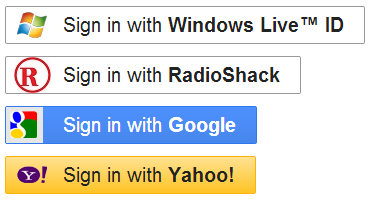 Sign in with Windows Live™ ID
R Sign in with RadioShack
Sign in with Google
Y! Sign in with Yahoo!